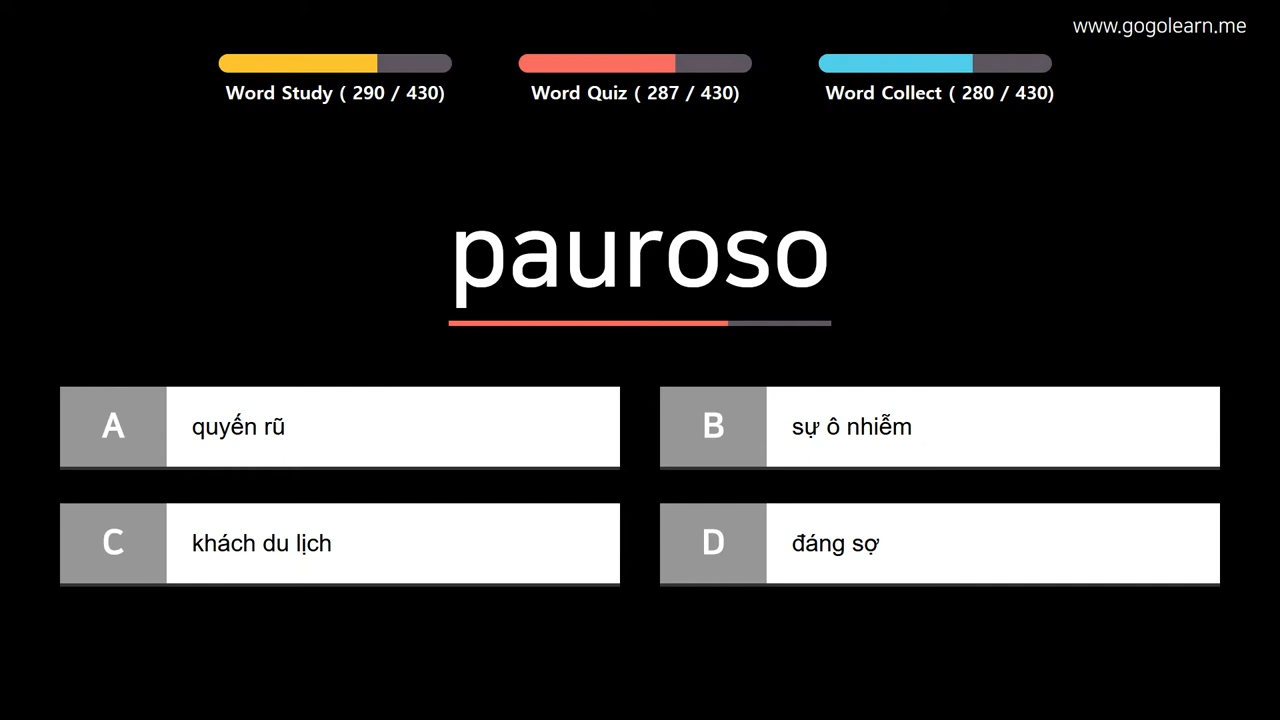 www.gogolearn.me
Word Study ( 290 / 430)
Word Quiz ( 287 / 430)
Word Collect ( 280 / 430)
pauroso
A quyến rũ
B sự ô nhiễm
C khách du lịch
D đáng sợ